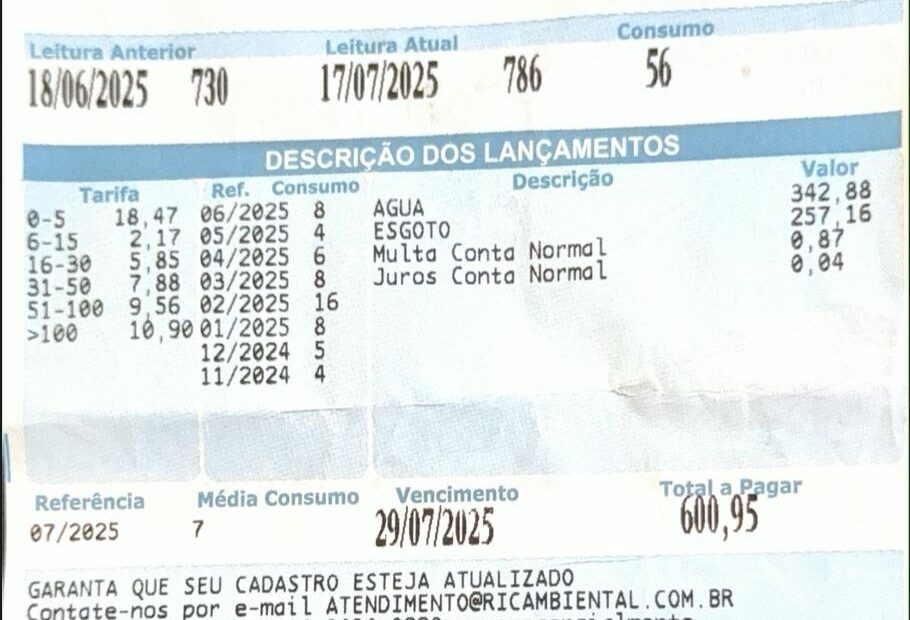 Leitura Anterior Leitura Atual Consumo
18/06/2025 730 17/07/2025 786 56
DESCRIÇÃO DOS LANÇAMENTOS
Tarifa Ref. Consumo Descrição Valor
0-5 18,47 06/2025 8 AGUA 342,88
6-15 2,17 05/2025 4 ESGOTO 257,16
16-30 5,85 04/2025 6 Multa Conta Normal 0,87
31-50 7,88 03/2025 8 Juros Conta Normal 0,04
51-100 9,56 02/2025 16
>100 10,90 01/2025 8
12/2024 5
11/2024 4
Referência Média Consumo Vencimento Total a Pagar
07/2025 7 29/07/2025 600,95
GARANTA QUE SEU CADASTRO ESTEJA ATUALIZADO
Contate-nos por e-mail ATENDIMENTO@RICAMBIENTAL.COM.BR